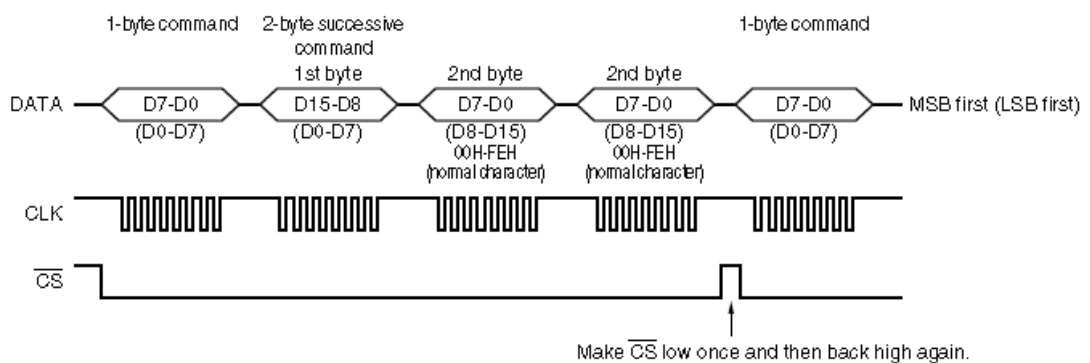 1-byte command
2-byte successive
command
1-byte command
1st byte
2nd byte
2nd byte
DATA
D7-D0
D15-D8
D7-D0
D7-D0
D7-D0
MSB first (LSB first)
(D0-D7)
(D0-D7)
(D8-D15)
(D8-D15)
(D0-D7)
00H-FEH
(normal character)
00H-FEH
(normal character)
CLK
CS
Make CS low once and then back high again.